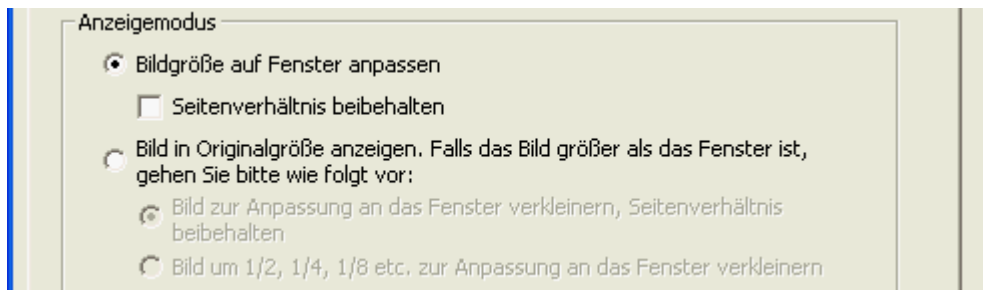 Anzeigemodus
Bildgröße auf Fenster anpassen
Seitenverhältnis beibehalten
Bild in Originalgröße anzeigen. Falls das Bild größer als das Fenster ist,
gehen Sie bitte wie folgt vor:
Bild zur Anpassung an das Fenster verkleinern, Seitenverhältnis
beibehalten
Bild um 1/2, 1/4, 1/8 etc. zur Anpassung an das Fenster verkleinern